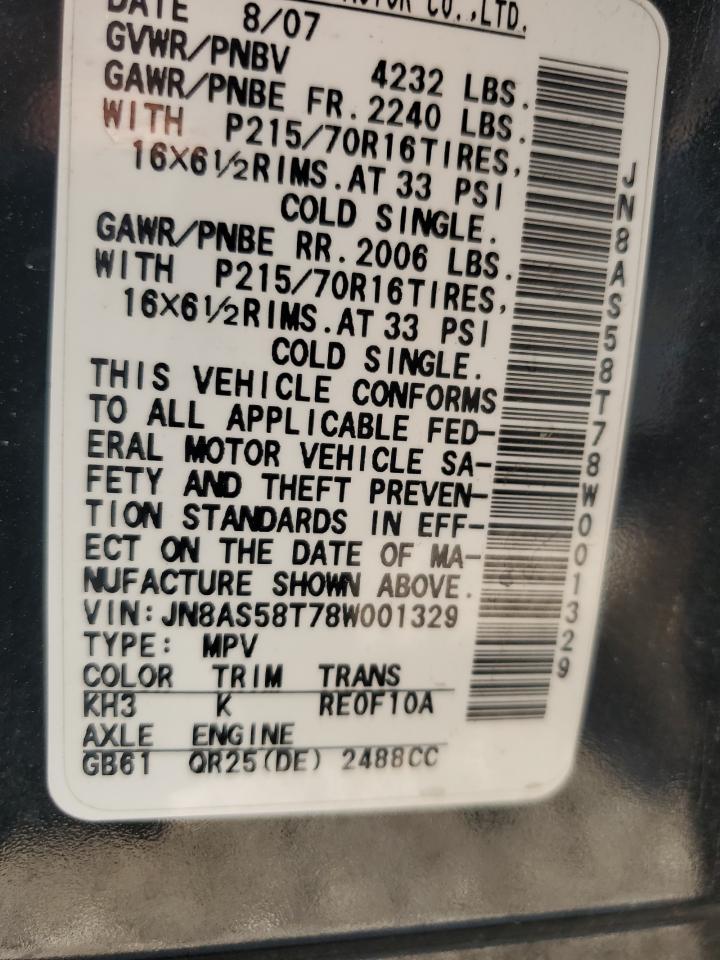 MOTOR CO.,LTD.
DATE 8/07
GVWR/PNBV 4232 LBS.
GAWR/PNBE FR. 2240 LBS.
WITH P215/70R16TIRES,
16X6½RIMS.AT 33 PSI
COLD SINGLE.
GAWR/PNBE RR. 2006 LBS.
WITH P215/70R16TIRES,
16X6½RIMS.AT 33 PSI
COLD SINGLE.
THIS VEHICLE CONFORMS
TO ALL APPLICABLE FED-
ERAL MOTOR VEHICLE SA-
FETY AND THEFT PREVEN-
TION STANDARDS IN EFF-
ECT ON THE DATE OF MA-
NUFACTURE SHOWN ABOVE.
VIN:JN8AS58T78W001329
TYPE: MPV
COLOR TRIM TRANS
KH3 K RE0F10A
AXLE ENGINE
GB61 QR25(DE) 2488CC
JN8AS58T78W001329